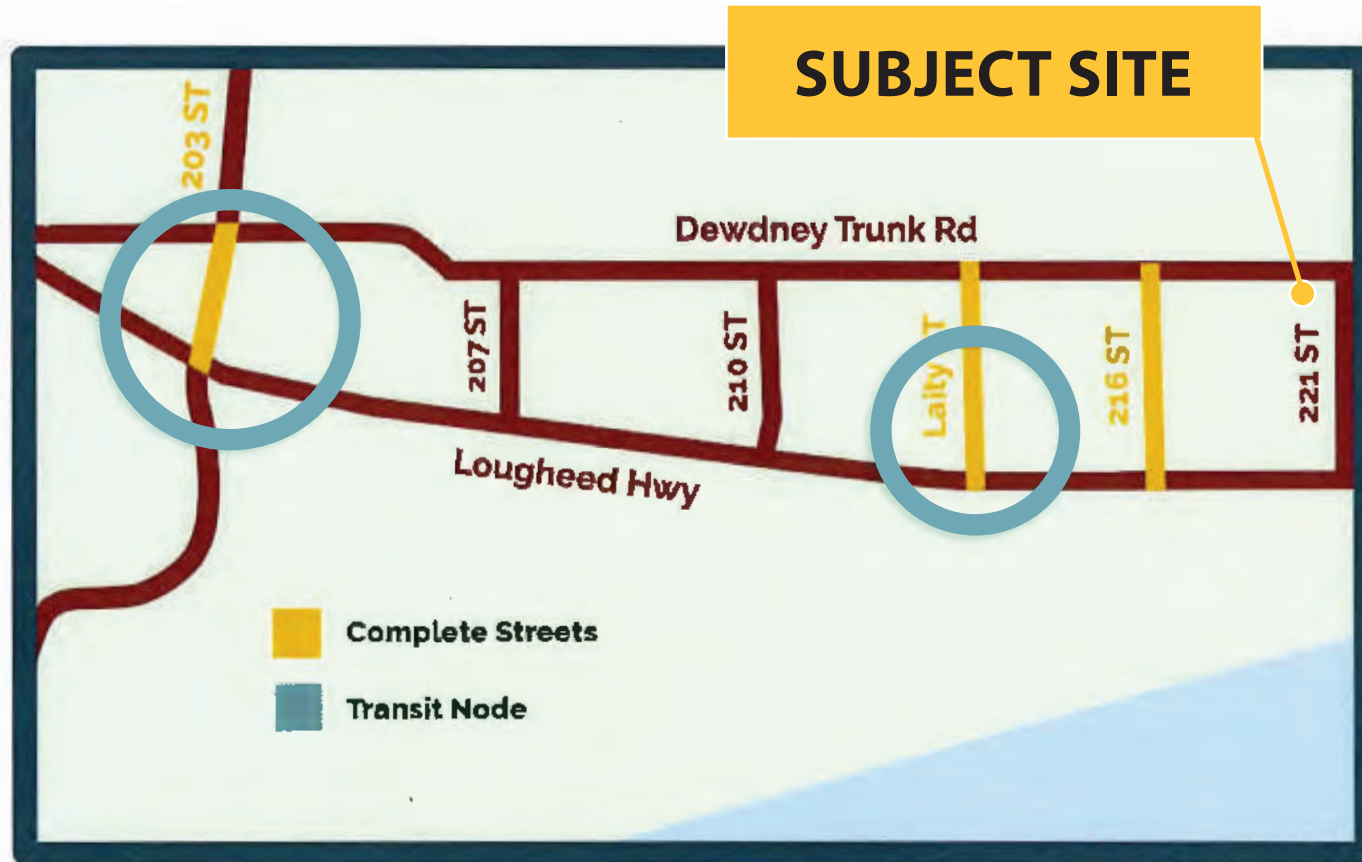 SUBJECT SITE
203 ST
Dewdney Trunk Rd
207 ST
210 ST
Laity T
216 ST
221 ST
Lougheed Hwy
Complete Streets
Transit Node